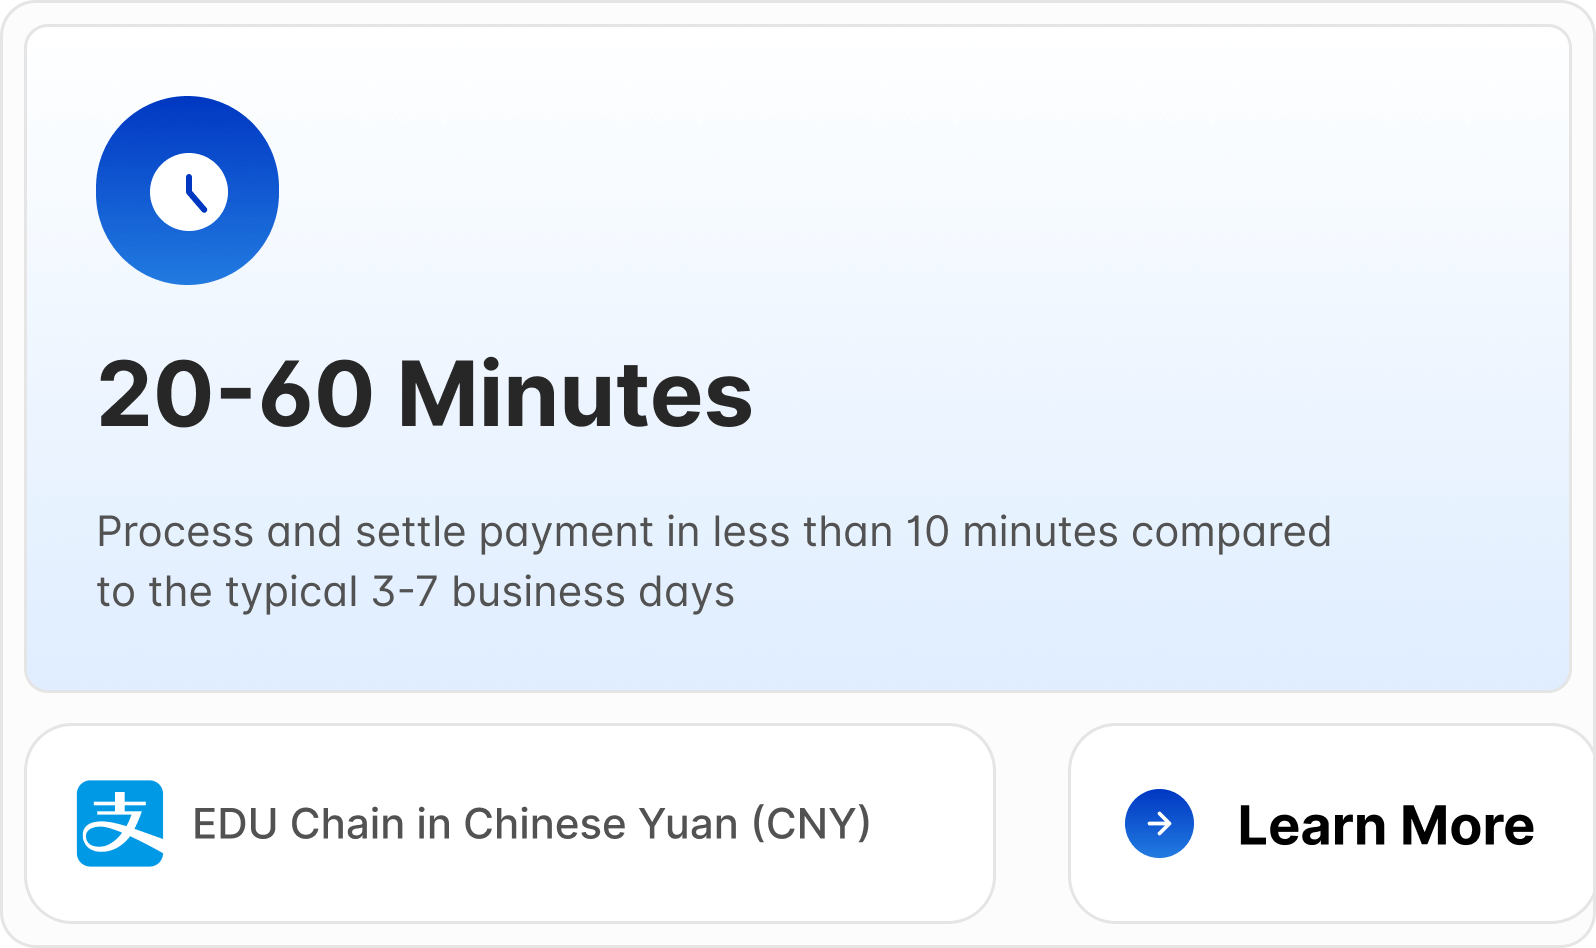 20-60 Minutes
Process and settle payment in less than 10 minutes compared
to the typical 3-7 business days
支
EDU Chain in Chinese Yuan (CNY)
Learn More